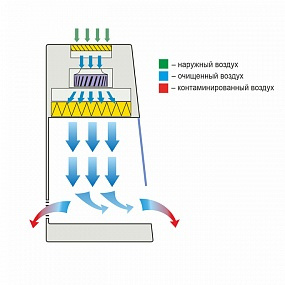 – наружный воздух
– очищенный воздух
– контаминированный воздух